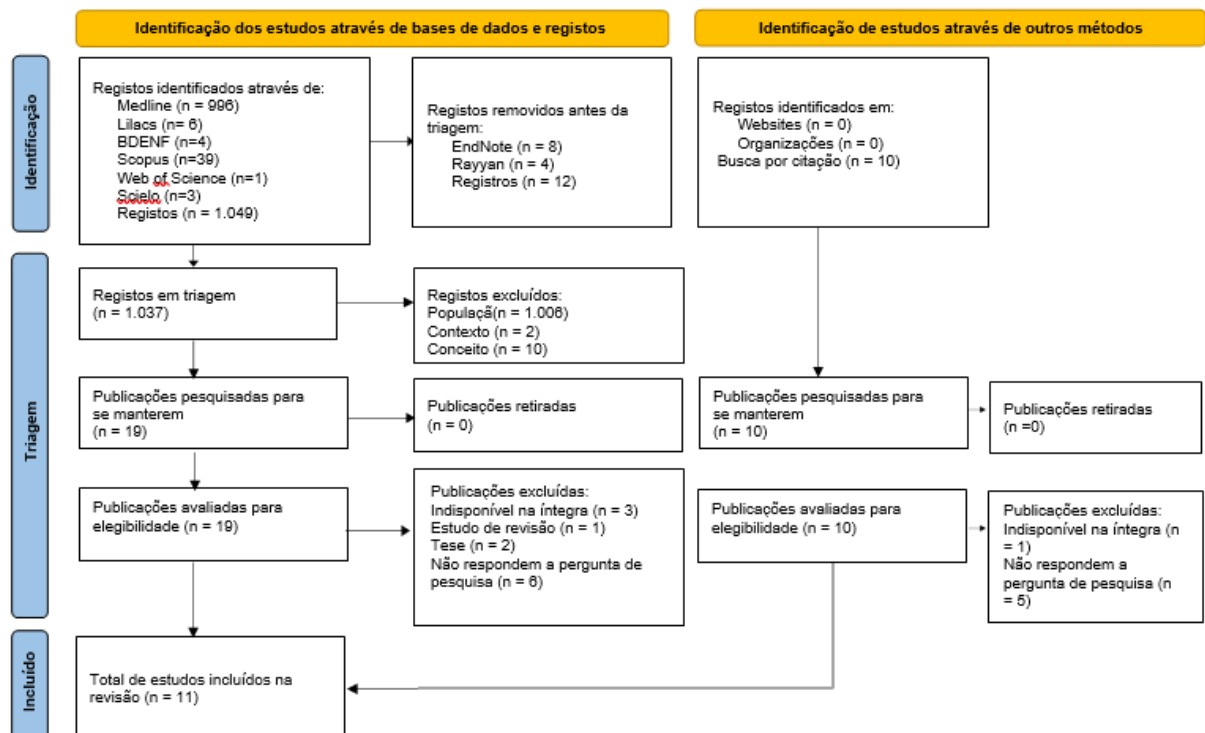 Identificação dos estudos através de bases de dados e registos
Identificação de estudos através de outros métodos
Identificação
Registos identificados através de:
Medline (n = 996)
Lilacs (n= 6)
BDENF (n=4)
Scopus (n=39)
Web of Science (n=1)
Scielo (n=3)
Registos (n = 1.049)
Registos removidos antes da
triagem:
EndNote (n = 8)
Rayyan (n = 4)
Registros (n = 12)
Registos identificados em:
Websites (n = 0)
Organizações (n = 0)
Busca por citação (n = 10)
Triagem
Registos em triagem
(n = 1.037)
Registos excluídos:
Populaçã(n = 1.006)
Contexto (n = 2)
Conceito (n = 10)
Publicações pesquisadas para
se manterem
(n = 19)
Publicações retiradas
(n = 0)
Publicações pesquisadas para
se manterem
(n = 10)
Publicações retiradas
(n =0)
Publicações avaliadas para
elegibilidade (n = 19)
Publicações excluídas:
Indisponível na íntegra (n = 3)
Estudo de revisão (n = 1)
Tese (n = 2)
Não respondem a pergunta de
pesquisa (n = 6)
Publicações avaliadas para
elegibilidade (n = 10)
Publicações excluídas:
Indisponível na íntegra (n
= 1)
Não respondem a
pergunta de pesquisa (n
= 5)
Incluído
Total de estudos incluídos na
revisão (n = 11)